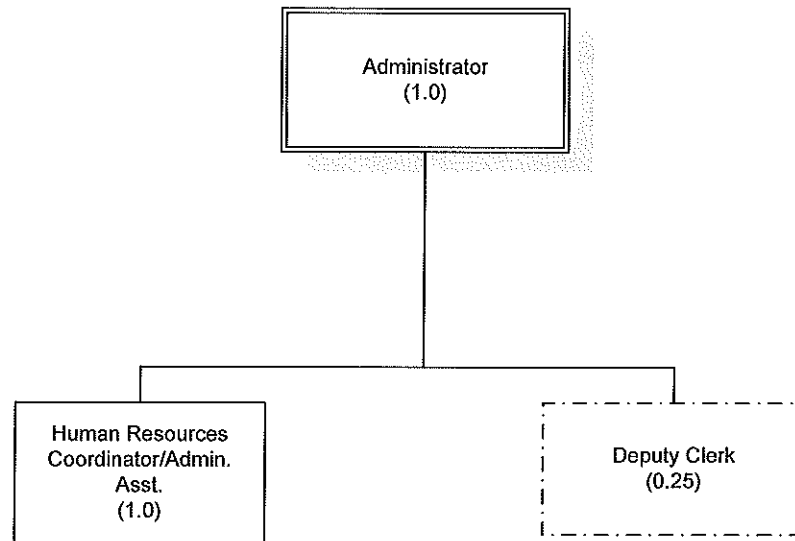 Administrator
(1.0)
Human Resources
Coordinator/Admin.
Asst.
(1.0)
Deputy Clerk
(0.25)